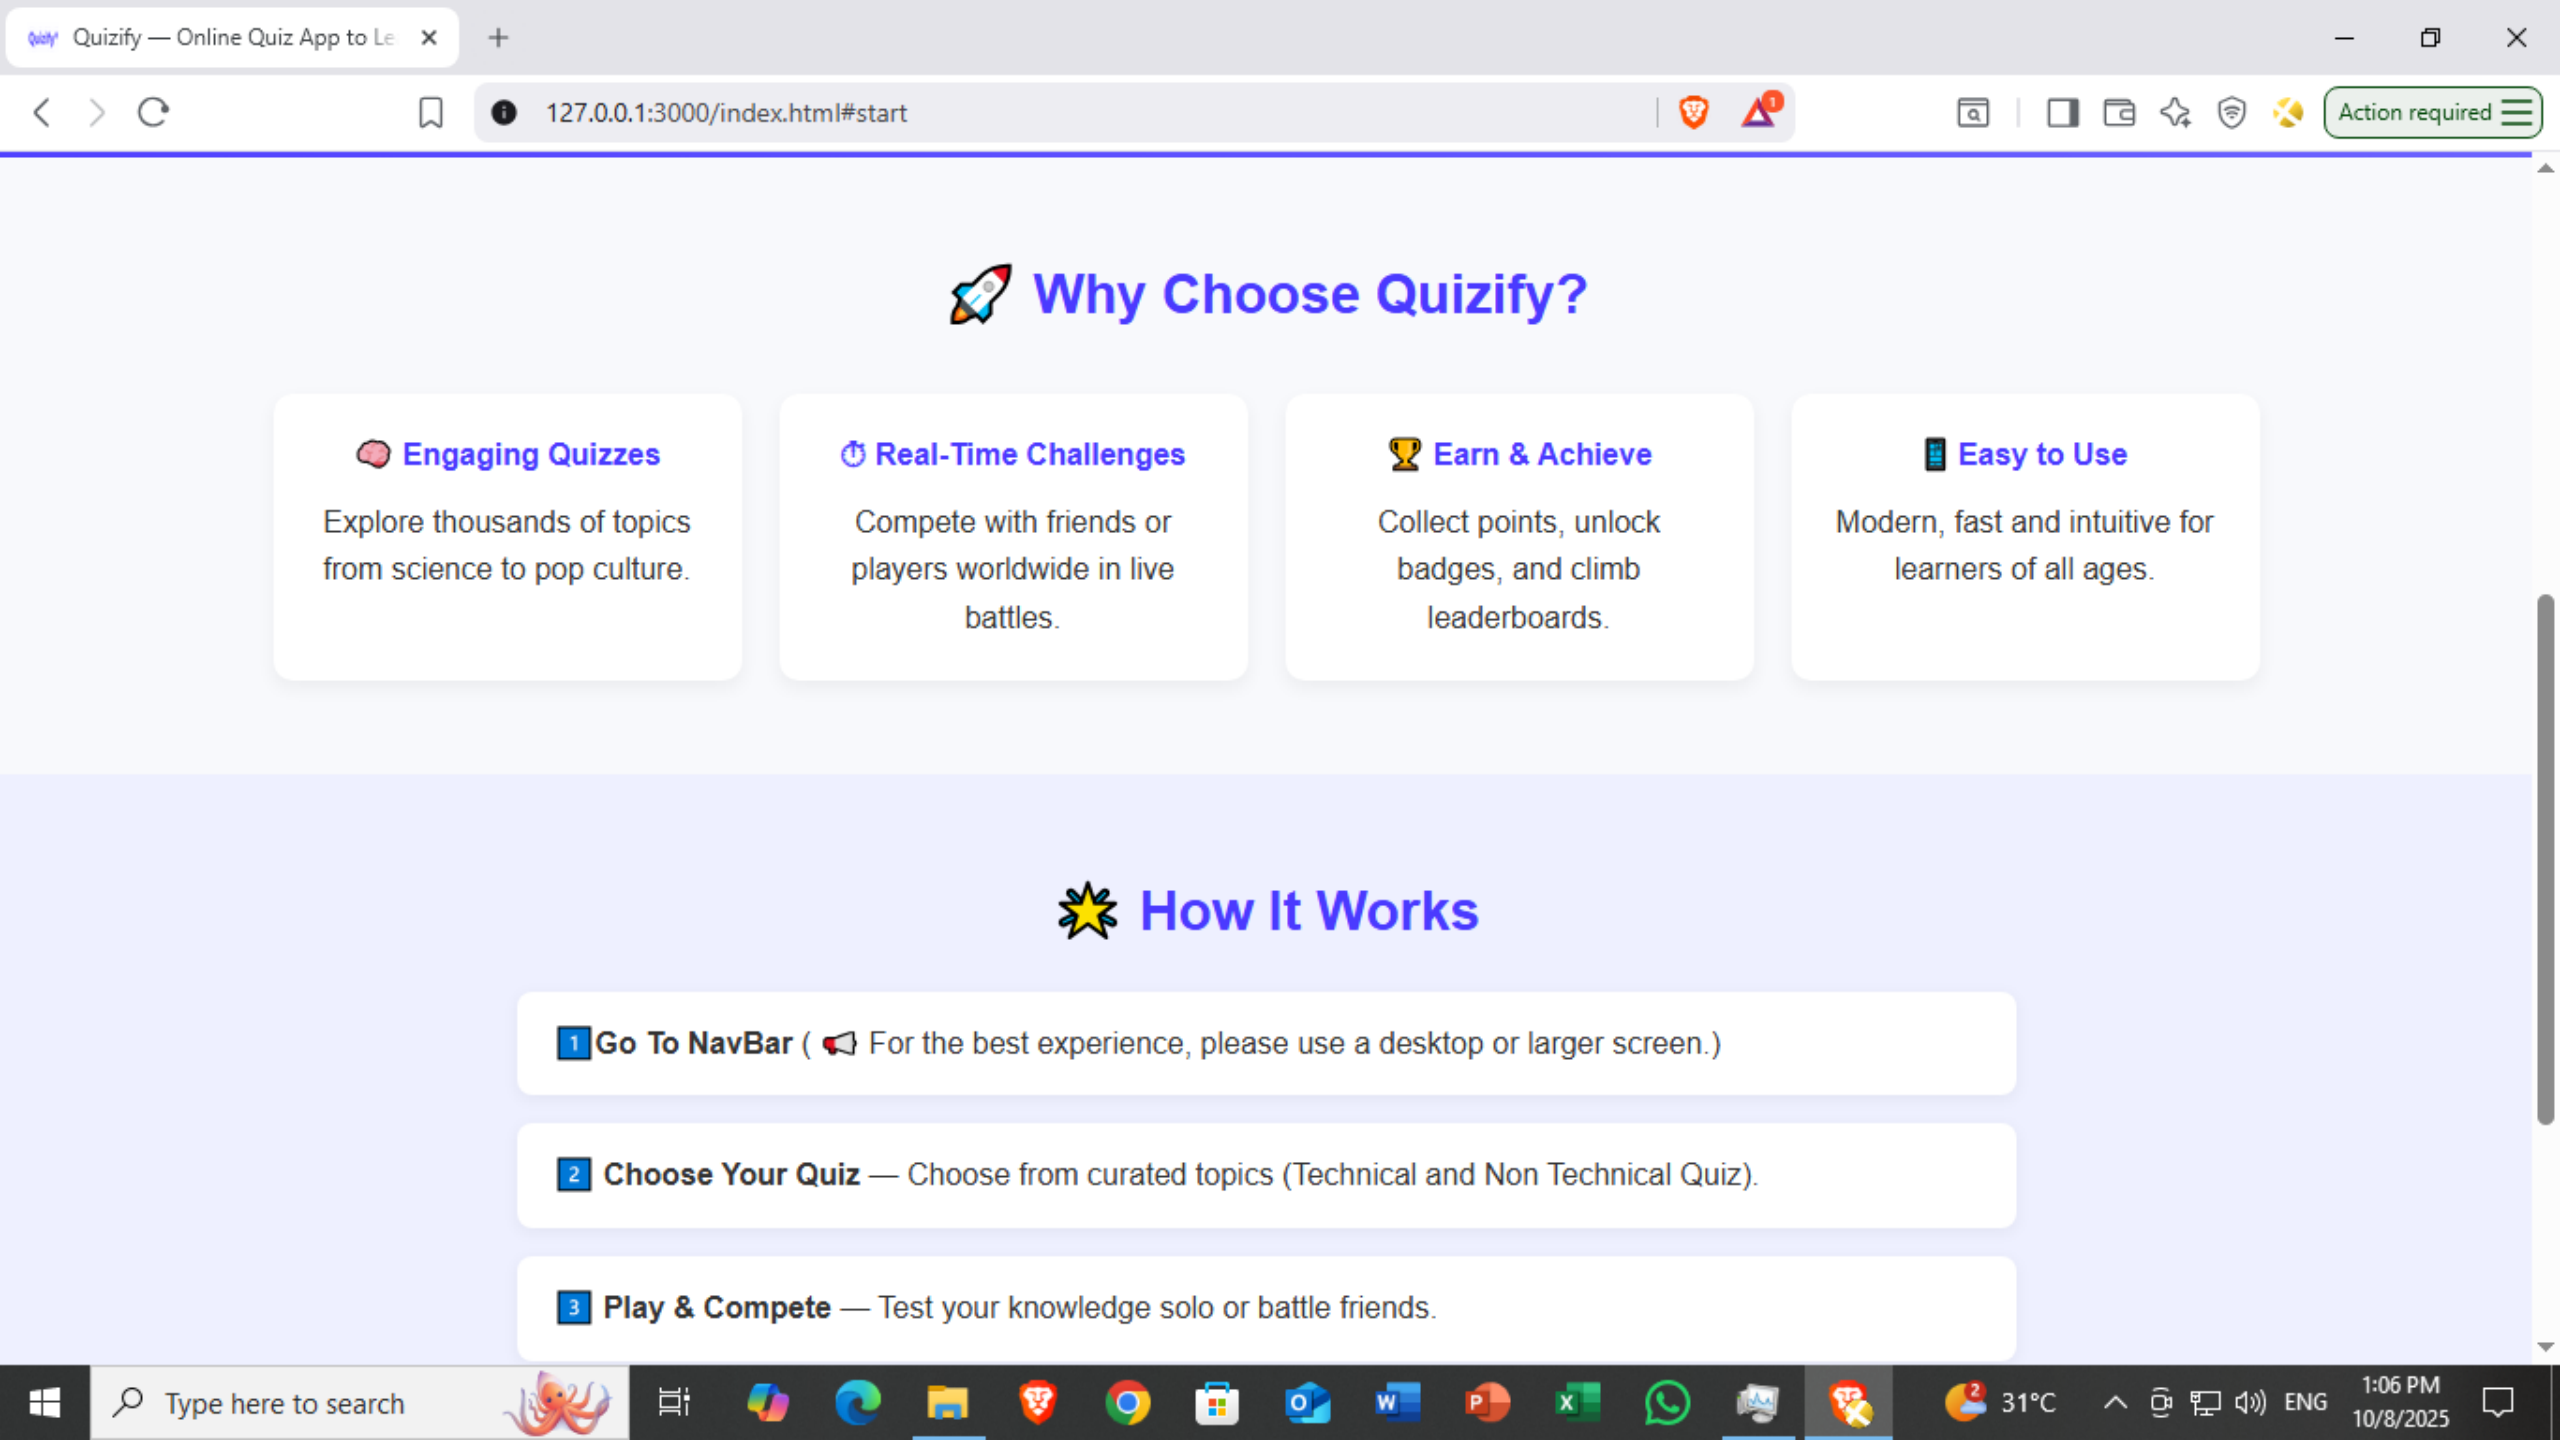 Quizify
Quizify — Online Quiz App to Le
127.0.0.1:3000/index.html#start
1
Action required
🚀 Why Choose Quizify?
🧠 Engaging Quizzes
Explore thousands of topics
from science to pop culture.
⏱ Real-Time Challenges
Compete with friends or
players worldwide in live
battles.
🏆 Earn & Achieve
Collect points, unlock
badges, and climb
leaderboards.
📱 Easy to Use
Modern, fast and intuitive for
learners of all ages.
🌟 How It Works
1️⃣Go To NavBar ( 📢 For the best experience, please use a desktop or larger screen.)
2️⃣ Choose Your Quiz — Choose from curated topics (Technical and Non Technical Quiz).
3️⃣ Play & Compete — Test your knowledge solo or battle friends.
Type here to search
2
31°C
ENG
1:06 PM
10/8/2025